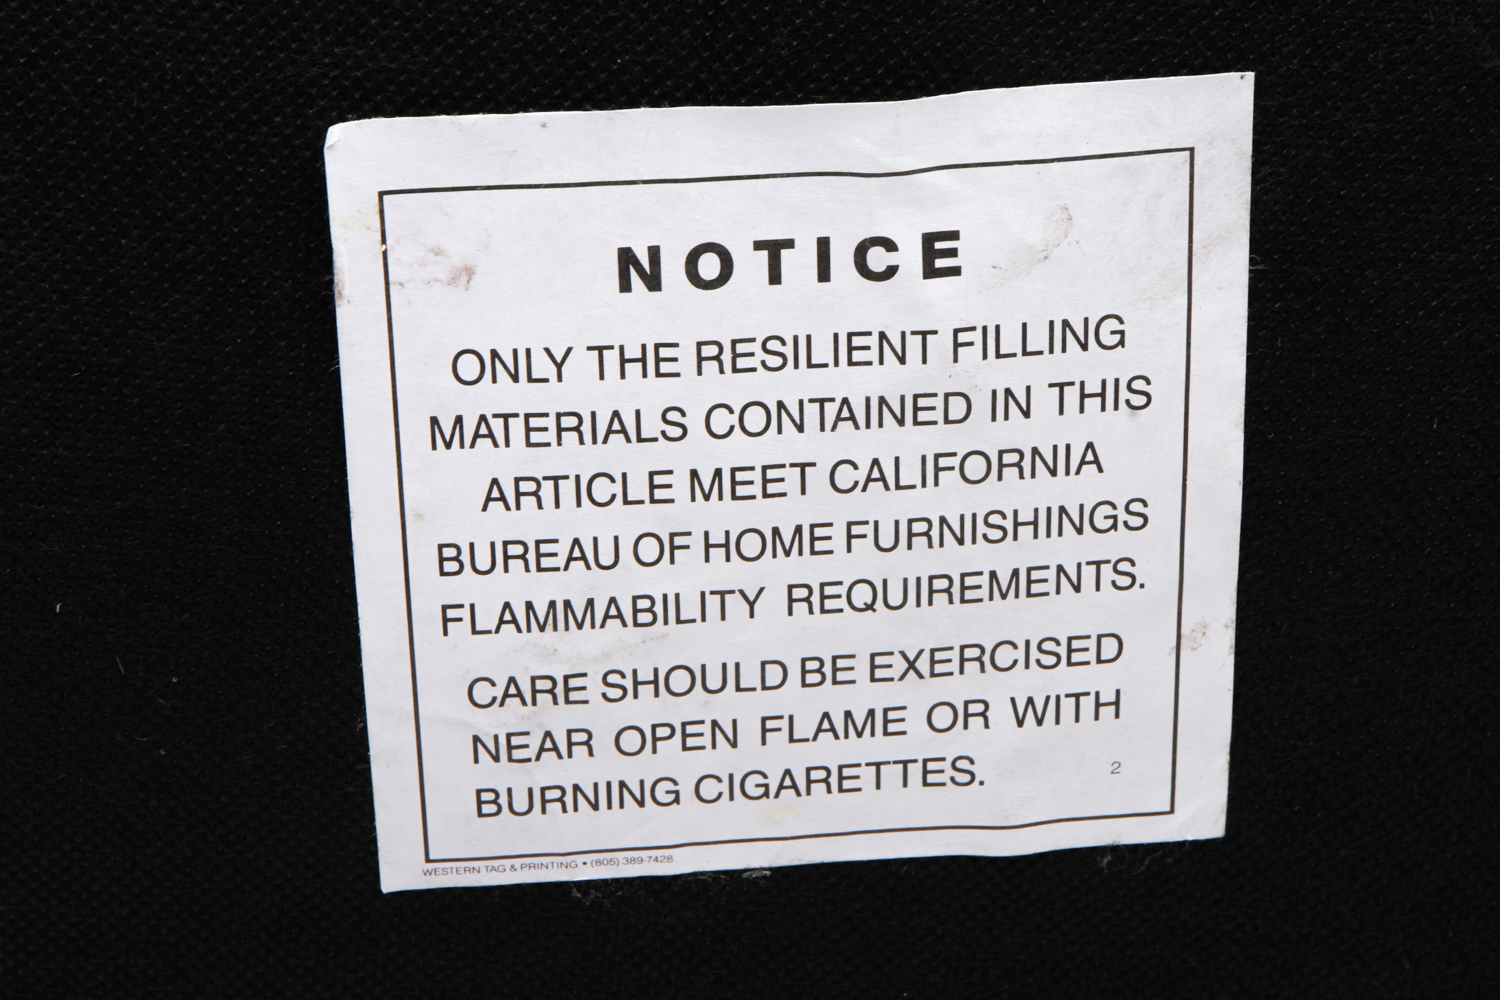 NOTICE
ONLY THE RESILIENT FILLING
MATERIALS CONTAINED IN THIS
ARTICLE MEET CALIFORNIA
BUREAU OF HOME FURNISHINGS
FLAMMABILITY REQUIREMENTS.
CARE SHOULD BE EXERCISED
NEAR OPEN FLAME OR WITH
BURNING CIGARETTES.
2
WESTERN TAG & PRINTING • (805) 389-7428